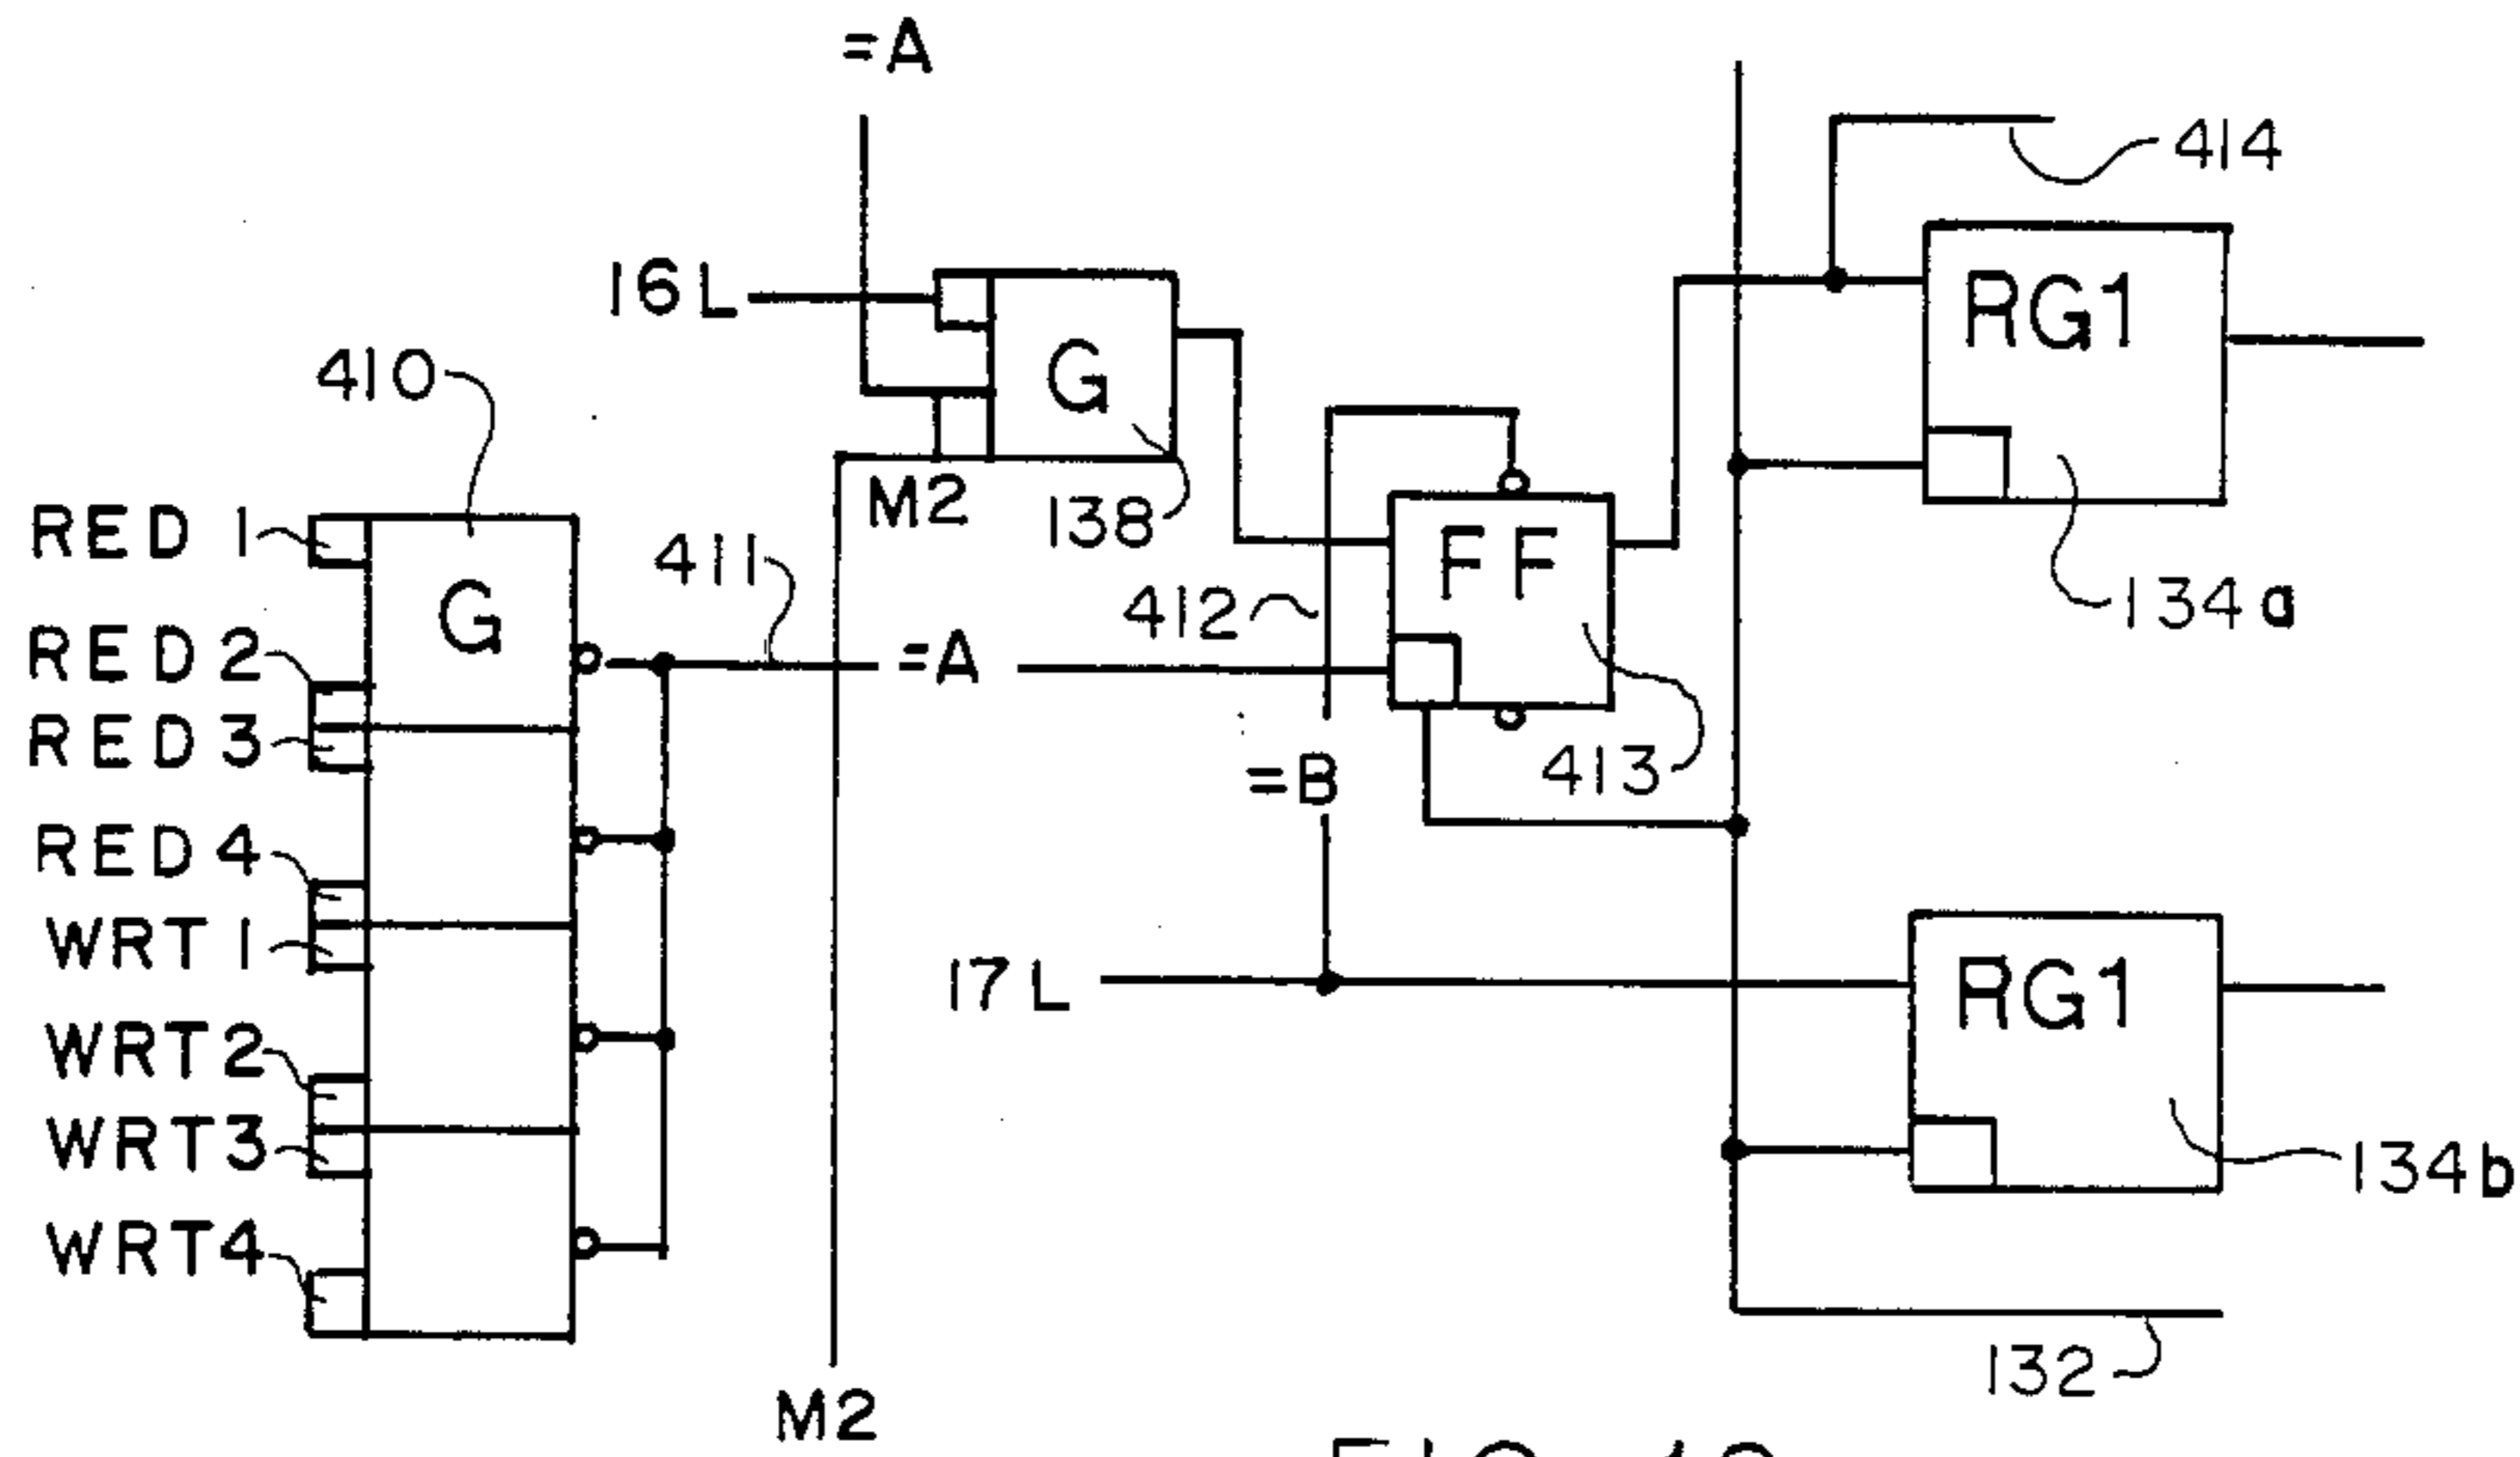 =A
414
16L
RG1
G
410
M2
138
RED 1
FF
411
134a
G
412
RED2
=A
RED3
413
=B
RED4
WRT1
17L
RG1
WRT2
WRT3
134b
WRT4
132
M2